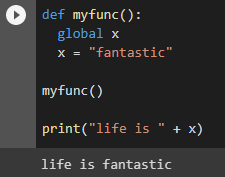 def myfunc():
  global x
  x = "fantastic"

myfunc()

print("life is " + x)
life is fantastic